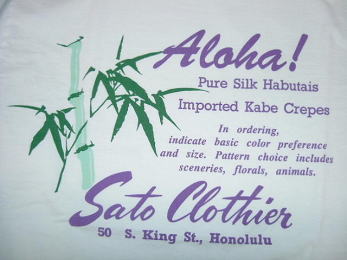 Aloha!
Pure Silk Habutais
Imported Kabe Crepes
In ordering,
indicate basic color preference
and size. Pattern choice includes
sceneries, florals, animals.
Sato Clothier
50 S. King St., Honolulu